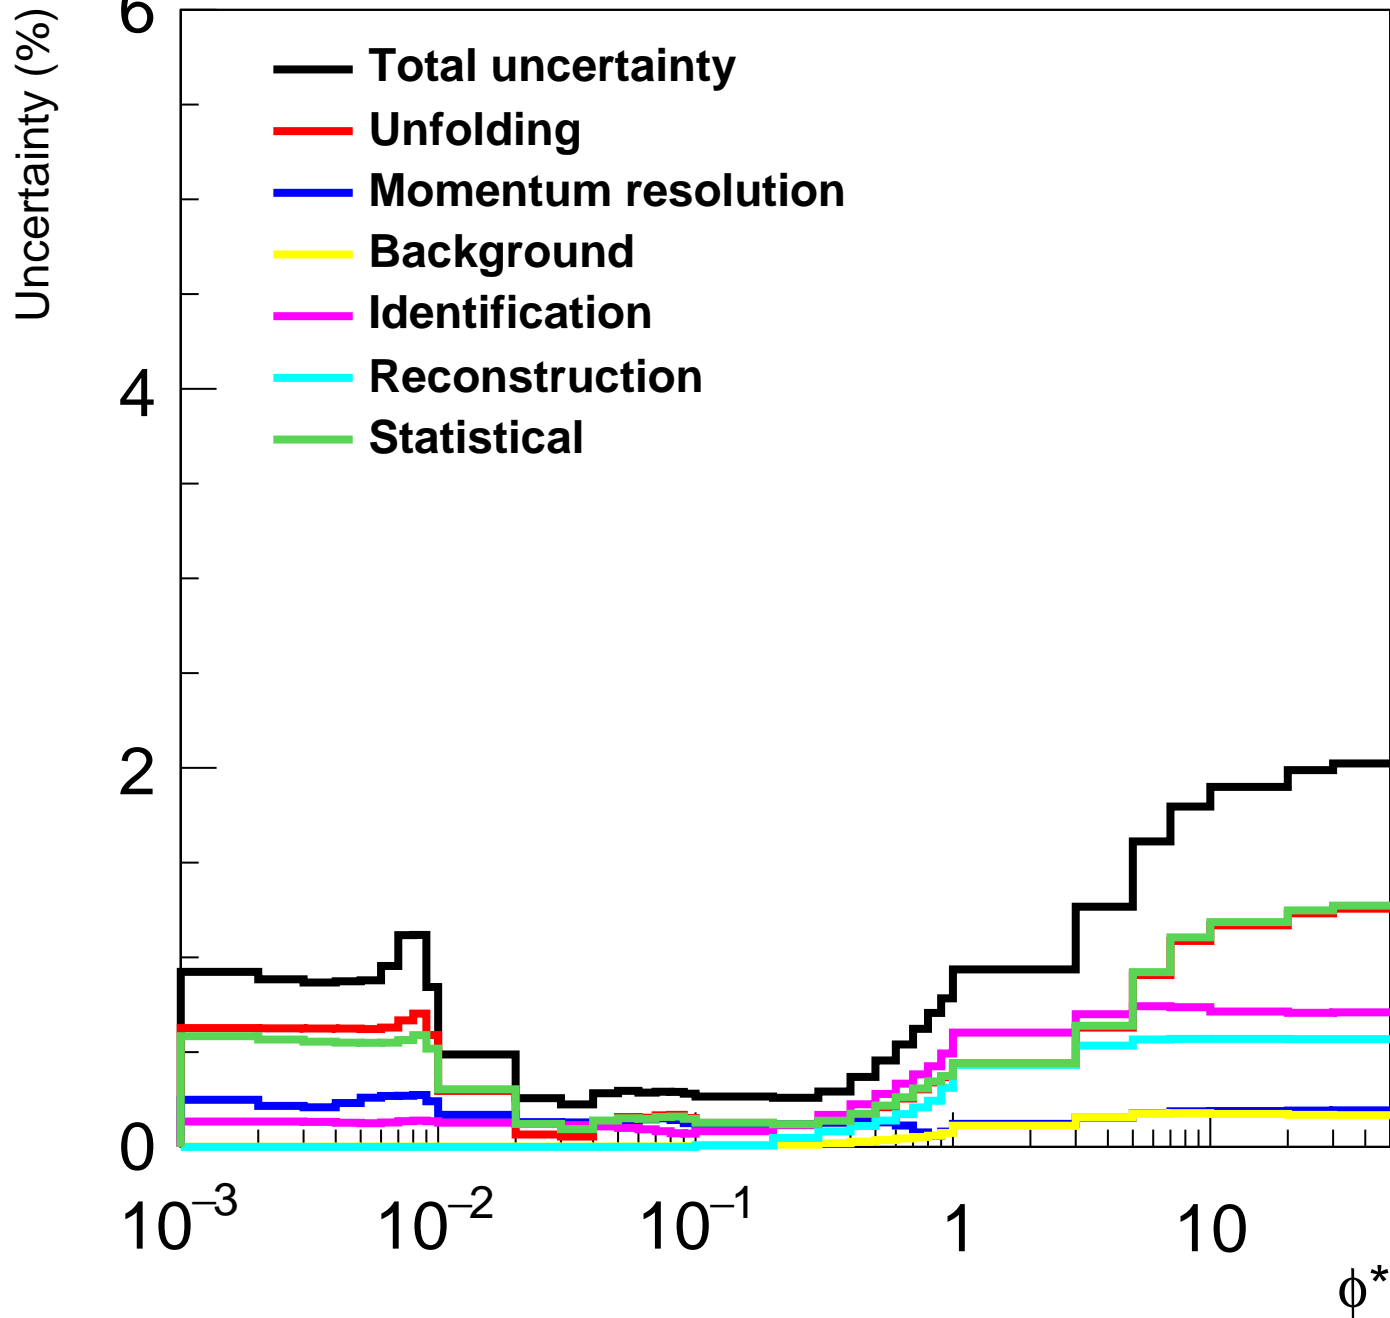 Uncertainty (%)
6
4
2
0
Total uncertainty
Unfolding
Momentum resolution
Background
Identification
Reconstruction
Statistical
10⁻³ 10⁻² 10⁻¹ 1 10
ϕ*